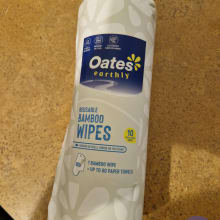 Oates
earthly
REUSABLE
BAMBOO
WIPES
10
1 BAMBOO WIPE
= UP TO 80 PAPER TOWELS